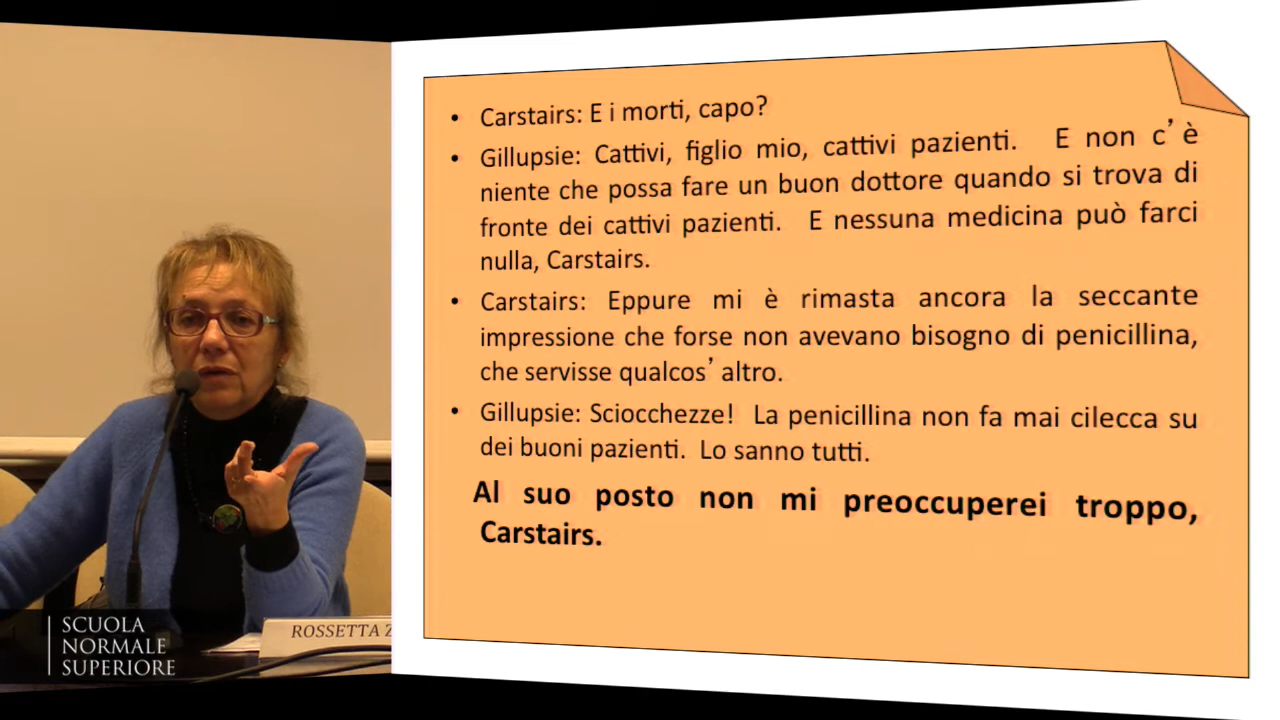 • Carstairs: E i morti, capo?
• Gillupsie: Cattivi, figlio mio, cattivi pazienti. E non c'è
niente che possa fare un buon dottore quando si trova di
fronte dei cattivi pazienti. E nessuna medicina può farci
nulla, Carstairs.
• Carstairs: Eppure mi è rimasta ancora la seccante
impressione che forse non avevano bisogno di penicillina,
che servisse qualcos'altro.
• Gillupsie: Sciocchezze! La penicillina non fa mai cilecca su
dei buoni pazienti. Lo sanno tutti.
Al suo posto non mi preoccuperei troppo,
Carstairs.
ROSSETTA Z
SCUOLA
NORMALE
SUPERIORE